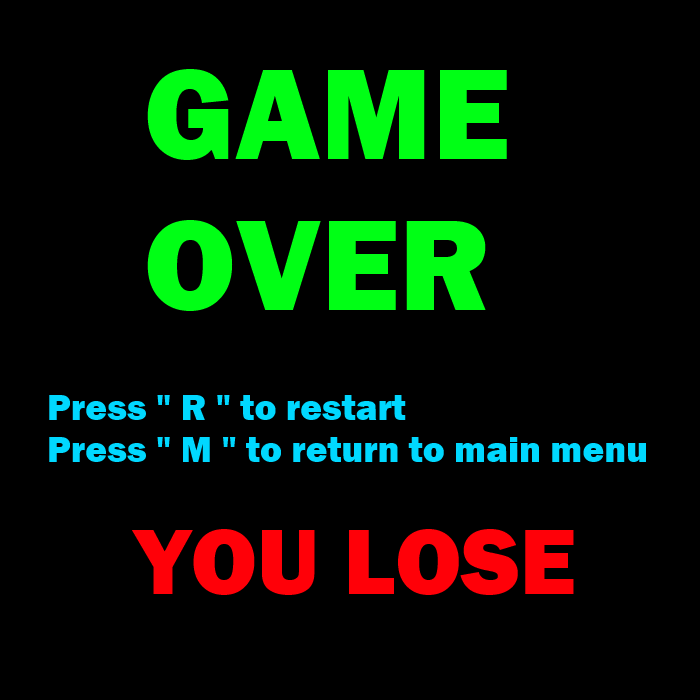 GAME
OVER
Press " R " to restart
Press " M " to return to main menu
YOU LOSE